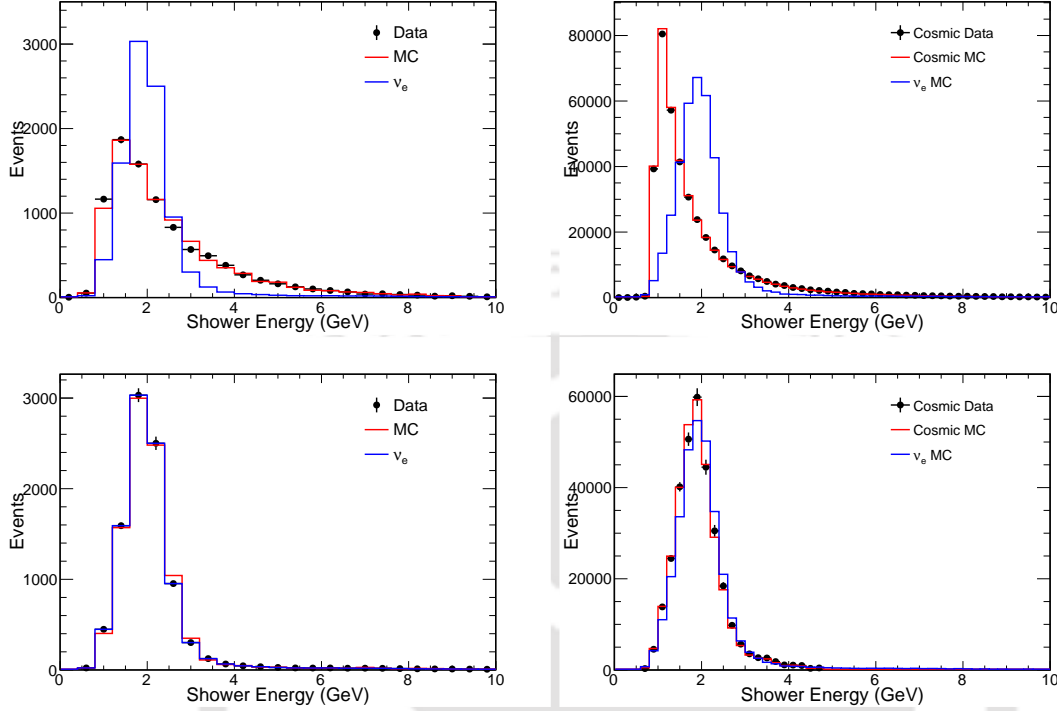 Events
3000
2000
1000
0
Data
MC
νe
0 2 4 6 8 10
Shower Energy (GeV)
Events
80000
60000
40000
20000
0
Cosmic Data
Cosmic MC
νe MC
0 2 4 6 8 10
Shower Energy (GeV)
Events
3000
2000
1000
0
Data
MC
νe
0 2 4 6 8 10
Shower Energy (GeV)
Events
60000
40000
20000
0
Cosmic Data
Cosmic MC
νe MC
0 2 4 6 8 10
Shower Energy (GeV)